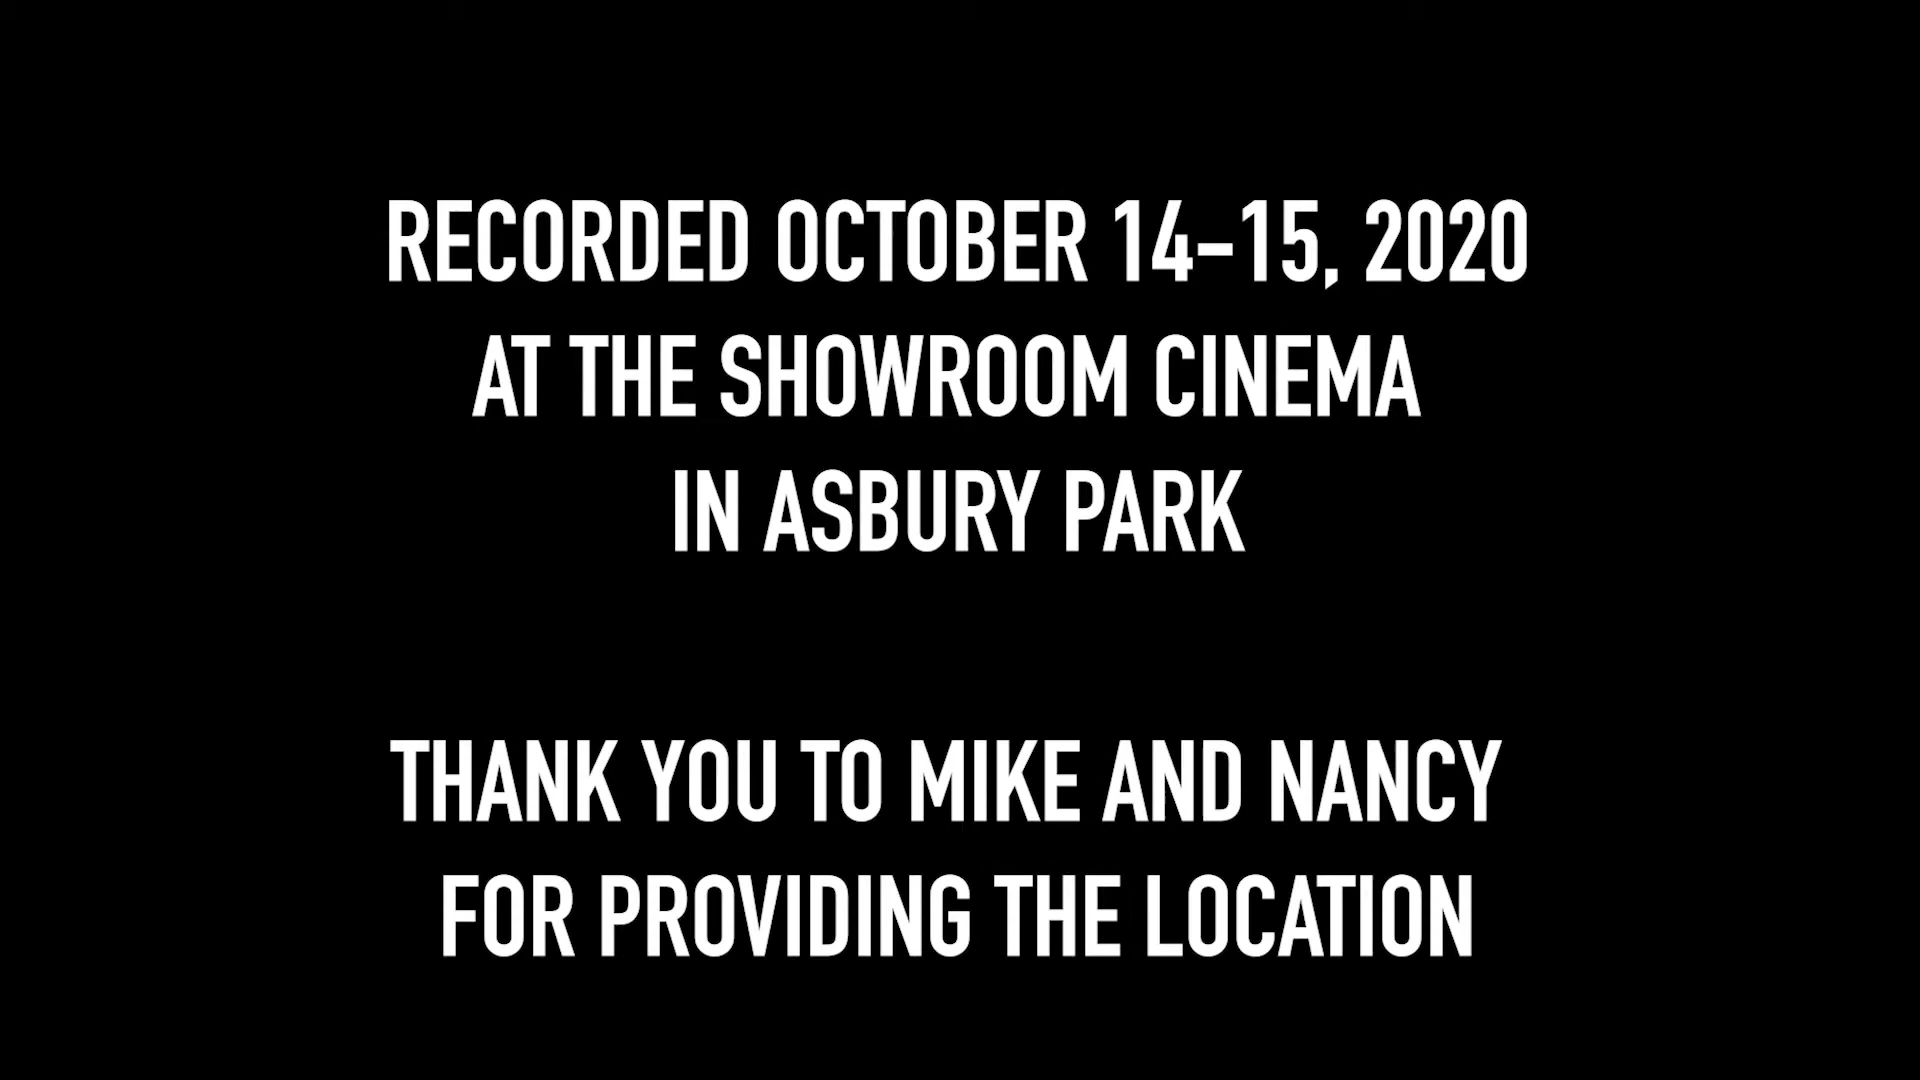 RECORDED OCTOBER 14-15, 2020
AT THE SHOWROOM CINEMA
IN ASBURY PARK
THANK YOU TO MIKE AND NANCY
FOR PROVIDING THE LOCATION